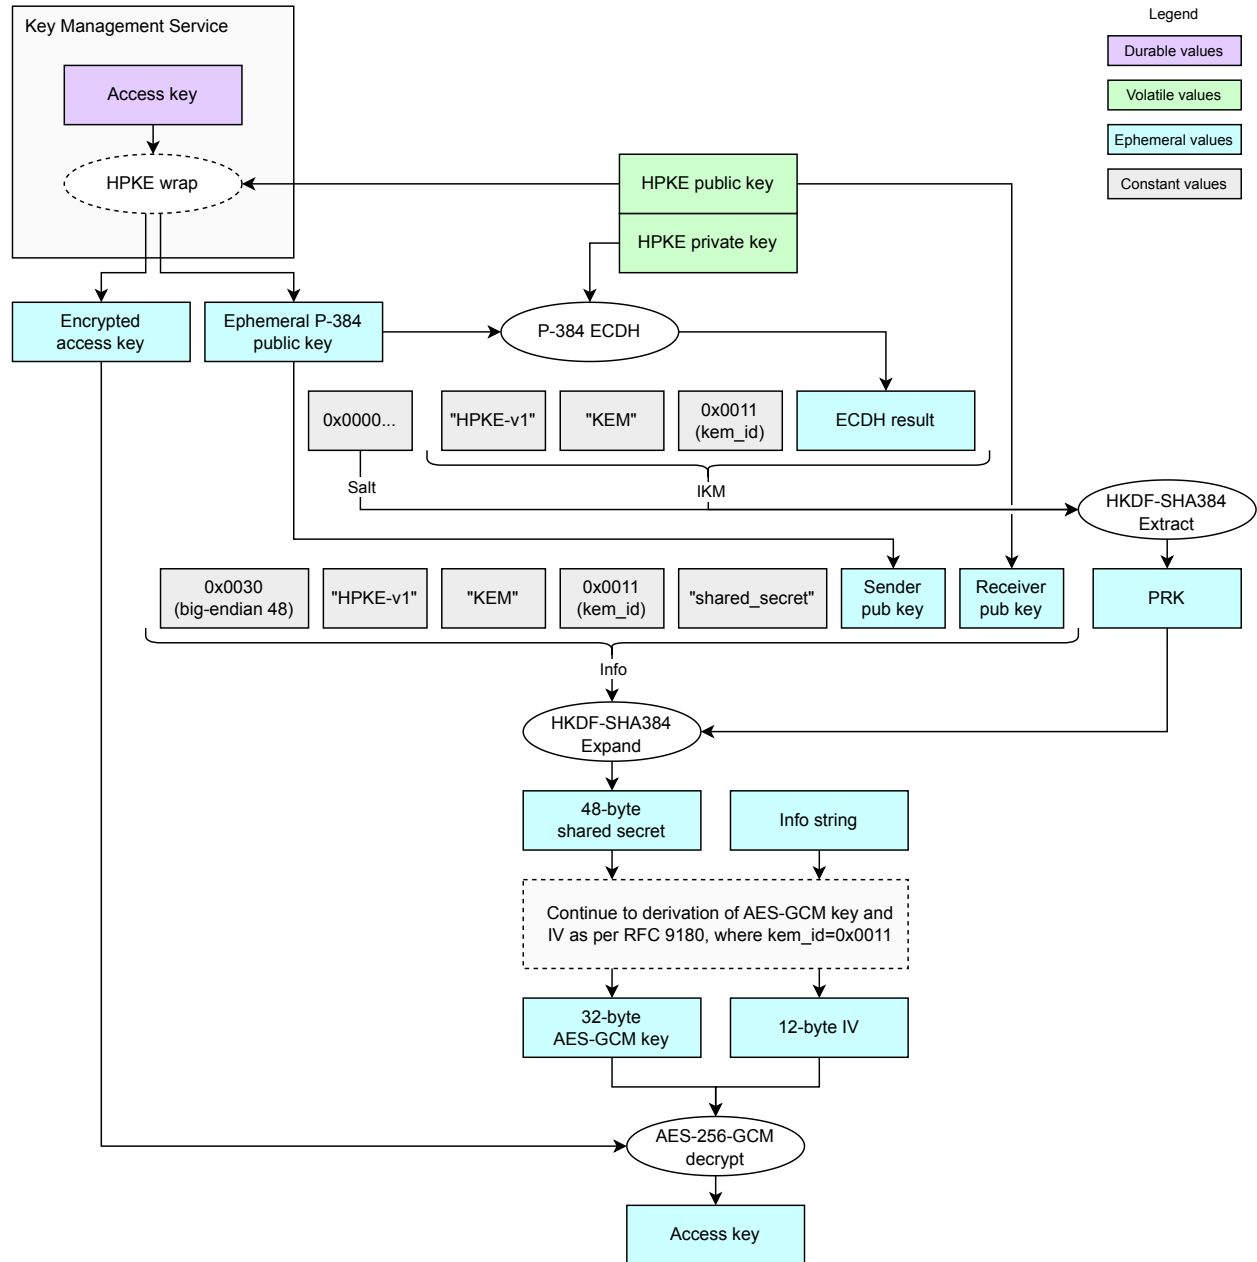 Key Management Service
Legend
Durable values
Access key
Volatile values
Ephemeral values
HPKE wrap
HPKE public key
Constant values
HPKE private key
Encrypted
access key
Ephemeral P-384
public key
P-384 ECDH
0x0000...
"HPKE-v1"
"KEM"
0x0011
(kem_id)
ECDH result
Salt
IKM
HKDF-SHA384
Extract
0x0030
(big-endian 48)
"HPKE-v1"
"KEM"
0x0011
(kem_id)
"shared_secret"
Sender
pub key
Receiver
pub key
PRK
Info
HKDF-SHA384
Expand
48-byte
shared secret
Info string
Continue to derivation of AES-GCM key and
IV as per RFC 9180, where kem_id=0x0011
32-byte
AES-GCM key
12-byte IV
AES-256-GCM
decrypt
Access key